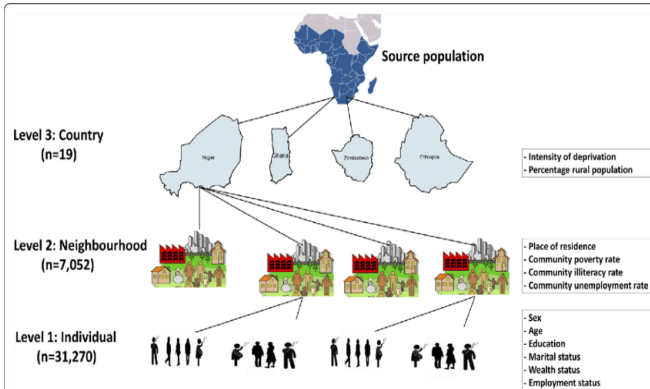 Source population
Level 3: Country
(n=19)
Niger
Ghana
Zimbabwe
Ethiopia
- Intensity of deprivation
- Percentage rural population
Level 2: Neighbourhood
(n=7,052)
- Place of residence
- Community poverty rate
- Community illiteracy rate
- Community unemployment rate
Level 1: Individual
(n=31,270)
- Sex
- Age
- Education
- Marital status
- Wealth status
- Employment status